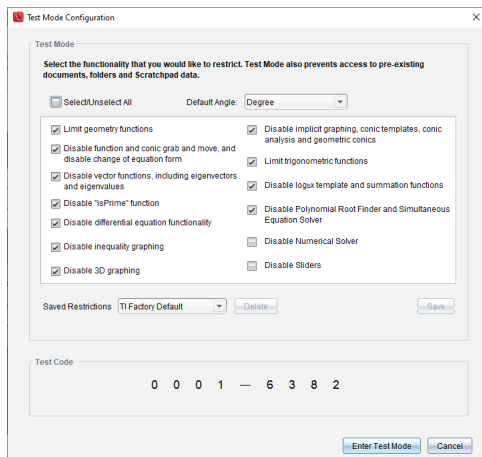 Test Mode Configuration
Test Mode
Select the functionality that you would like to restrict. Test Mode also prevents access to pre-existing
documents, folders and Scratchpad data.
Select/Unselect All
Default Angle:
Degree
Limit geometry functions
Disable function and conic grab and move, and
disable change of equation form
Disable vector functions, including eigenvectors
and eigenvalues
Disable "isPrime" function
Disable differential equation functionality
Disable inequality graphing
Disable 3D graphing
Disable implicit graphing, conic templates, conic
analysis and geometric conics
Limit trigonometric functions
Disable logₐx template and summation functions
Disable Polynomial Root Finder and Simultaneous
Equation Solver
Disable Numerical Solver
Disable Sliders
Saved Restrictions
TI Factory Default
Delete
Save
Test Code
0 0 0 1 — 6 3 8 2
Enter Test Mode
Cancel